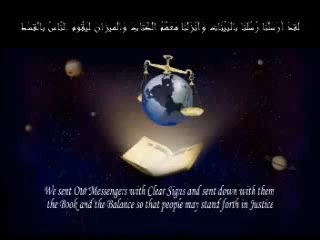 لقد أرسلنا رسلنا بالبينات وأنزلنا معهم الكتاب والميزان ليقوم الناس بالقسط
We sent Our Messengers with Clear Signs and sent down with them
the Book and the Balance so that people may stand forth in Justice